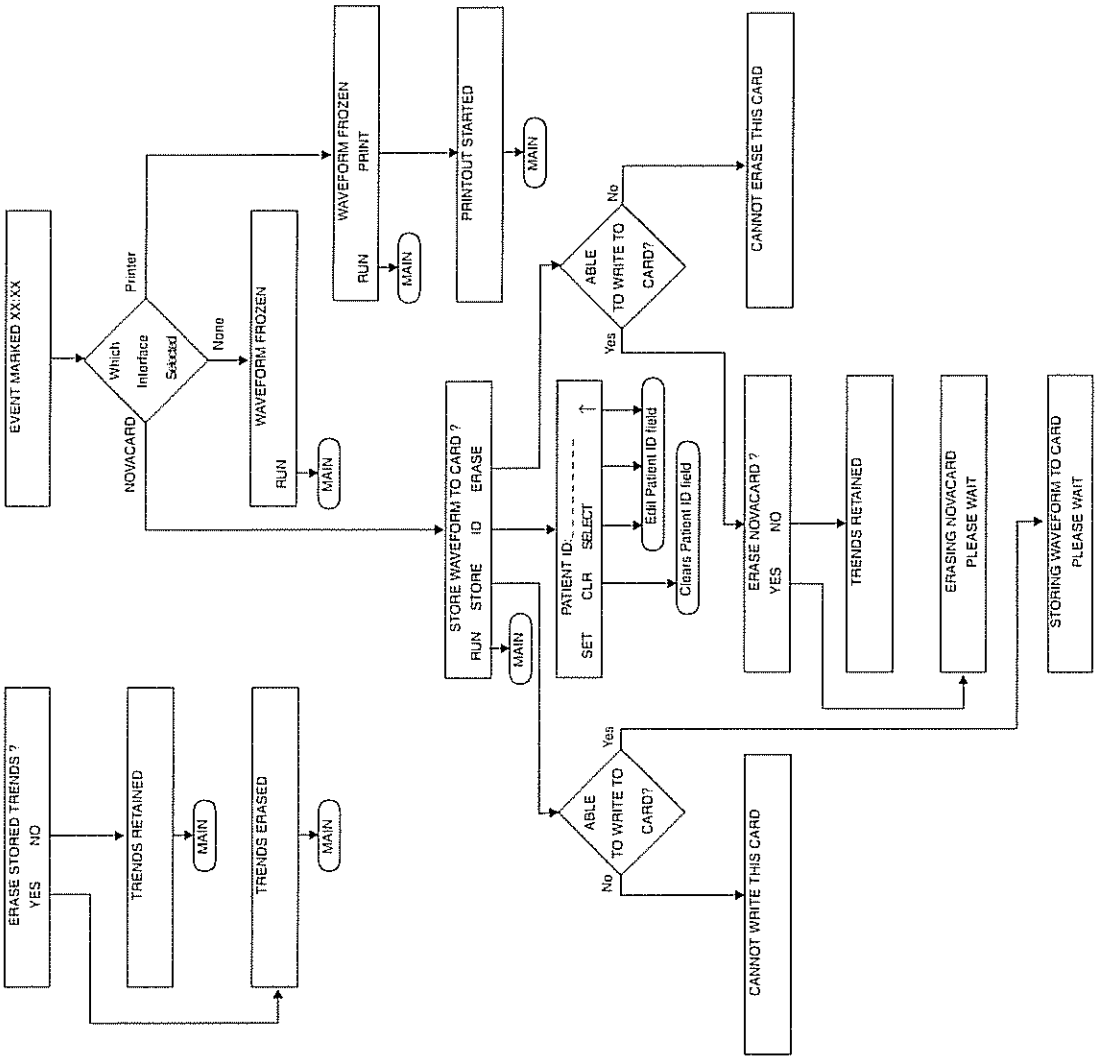 ERASE STORED TRENDS ?
YES NO
TRENDS RETAINED
MAIN
TRENDS ERASED
MAIN
EVENT MARKED XX:XX
Which
Interface
Selected
NOVACARD
None
Printer
WAVEFORM FROZEN
RUN
MAIN
WAVEFORM FROZEN
RUN PRINT
MAIN
PRINTOUT STARTED
MAIN
STORE WAVEFORM TO CARD ?
RUN STORE ID ERASE
MAIN
PATIENT ID:_ _ _ _ _ _ _ _ _
SET CLR SELECT ↑
Edit Patient ID field
Clears Patient ID field
ABLE
TO WRITE TO
CARD?
No
Yes
CANNOT WRITE THIS CARD
ABLE
TO WRITE TO
CARD?
Yes
No
CANNOT ERASE THIS CARD
ERASE NOVACARD ?
YES NO
TRENDS RETAINED
ERASING NOVACARD
PLEASE WAIT
STORING WAVEFORM TO CARD
PLEASE WAIT